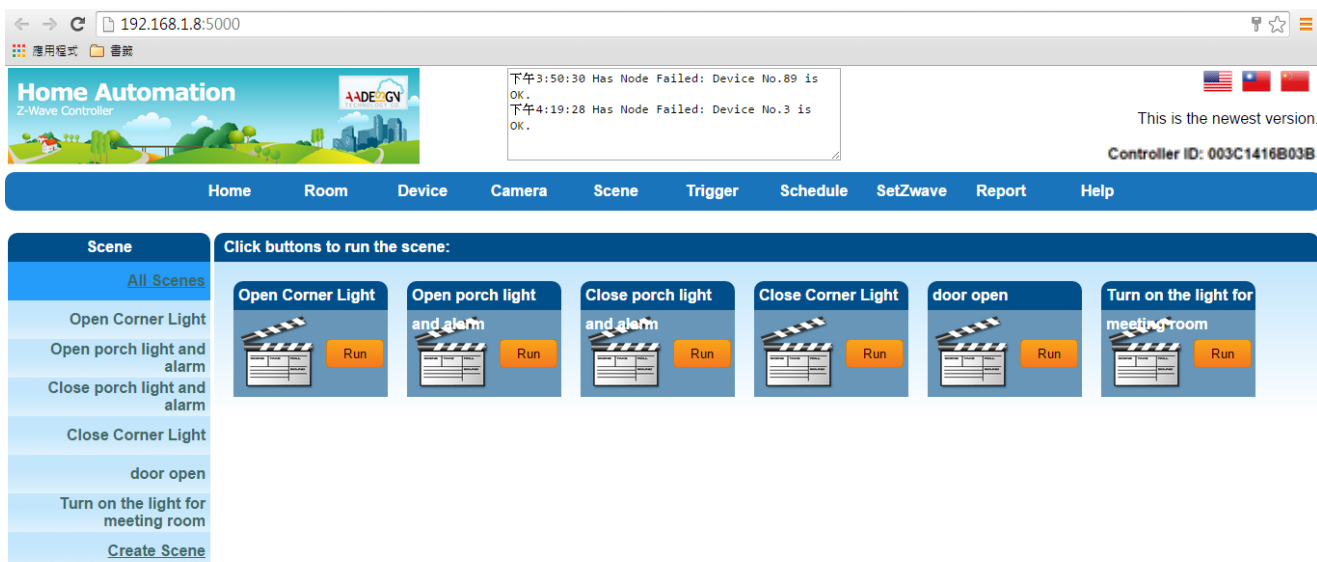 192.168.1.8:5000
應用程式 書籤
Home Automation
Z-Wave Controller
AADESIGN
TECHNOLOGY CO.
下午3:50:30 Has Node Failed: Device No.89 is
OK.
下午4:19:28 Has Node Failed: Device No.3 is
OK.
This is the newest version.
Controller ID: 003C1416B03B
Home Room Device Camera Scene Trigger Schedule SetZwave Report Help
Scene
All Scenes
Open Corner Light
Open porch light and
alarm
Close porch light and
alarm
Close Corner Light
door open
Turn on the light for
meeting room
Create Scene
Click buttons to run the scene:
Open Corner Light
Run
Open porch light
and alarm
Run
Close porch light
and alarm
Run
Close Corner Light
Run
door open
Run
Turn on the light for
meeting room
Run